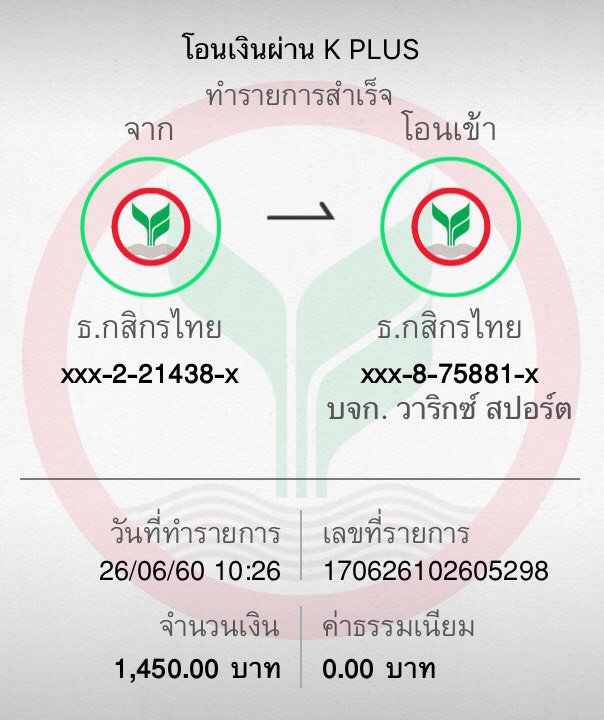 โอนเงินผ่าน K PLUS
ทำรายการสำเร็จ
จาก
โอนเข้า
ธ.กสิกรไทย
ธ.กสิกรไทย
xxx-2-21438-x
xxx-8-75881-x
บจก. วาริกซ์ สปอร์ต
วันที่ทำรายการ
เลขที่รายการ
26/06/60 10:26
170626102605298
จำนวนเงิน
ค่าธรรมเนียม
1,450.00 บาท
0.00 บาท